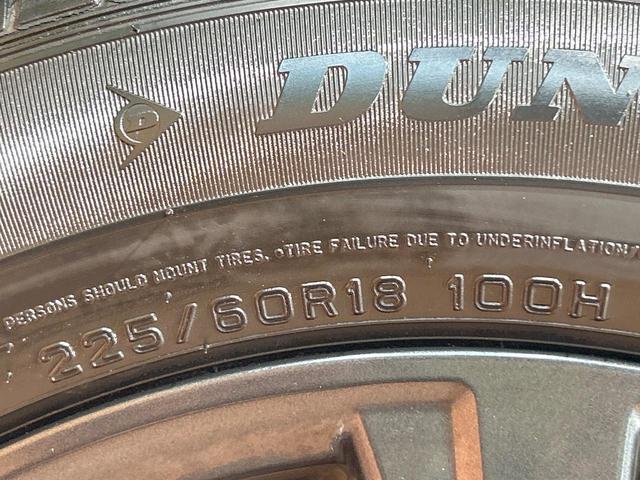 D DUN
PERSONS SHOULD MOUNT TIRES. •TIRE FAILURE DUE TO UNDERINFLATION/
225/60R18 100H